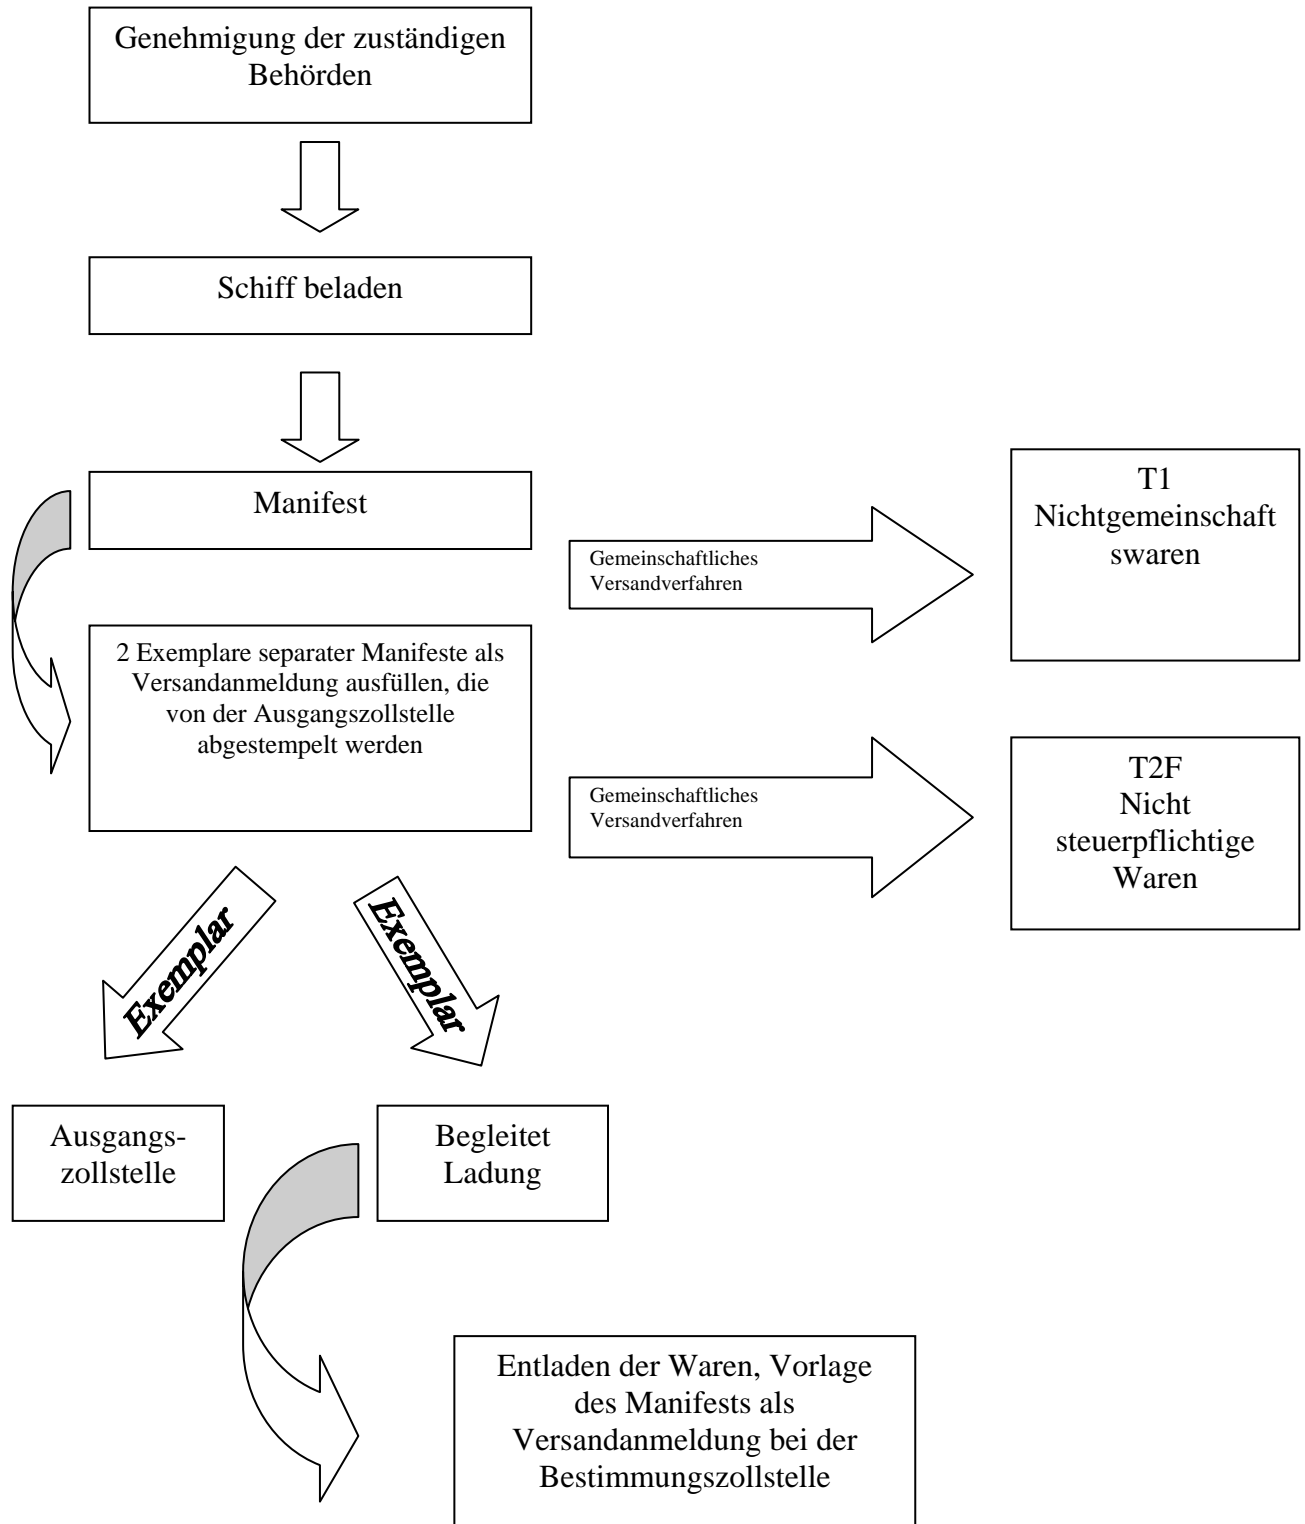 Genehmigung der zuständigen
Behörden
Schiff beladen
Manifest
Gemeinschaftliches
Versandverfahren
T1
Nichtgemeinschaft
swaren
2 Exemplare separater Manifeste als
Versandanmeldung ausfüllen, die
von der Ausgangszollstelle
abgestempelt werden
Gemeinschaftliches
Versandverfahren
T2F
Nicht
steuerpflichtige
Waren
Exemplar
Exemplar
Ausgangs-
zollstelle
Begleitet
Ladung
Entladen der Waren, Vorlage
des Manifests als
Versandanmeldung bei der
Bestimmungszollstelle